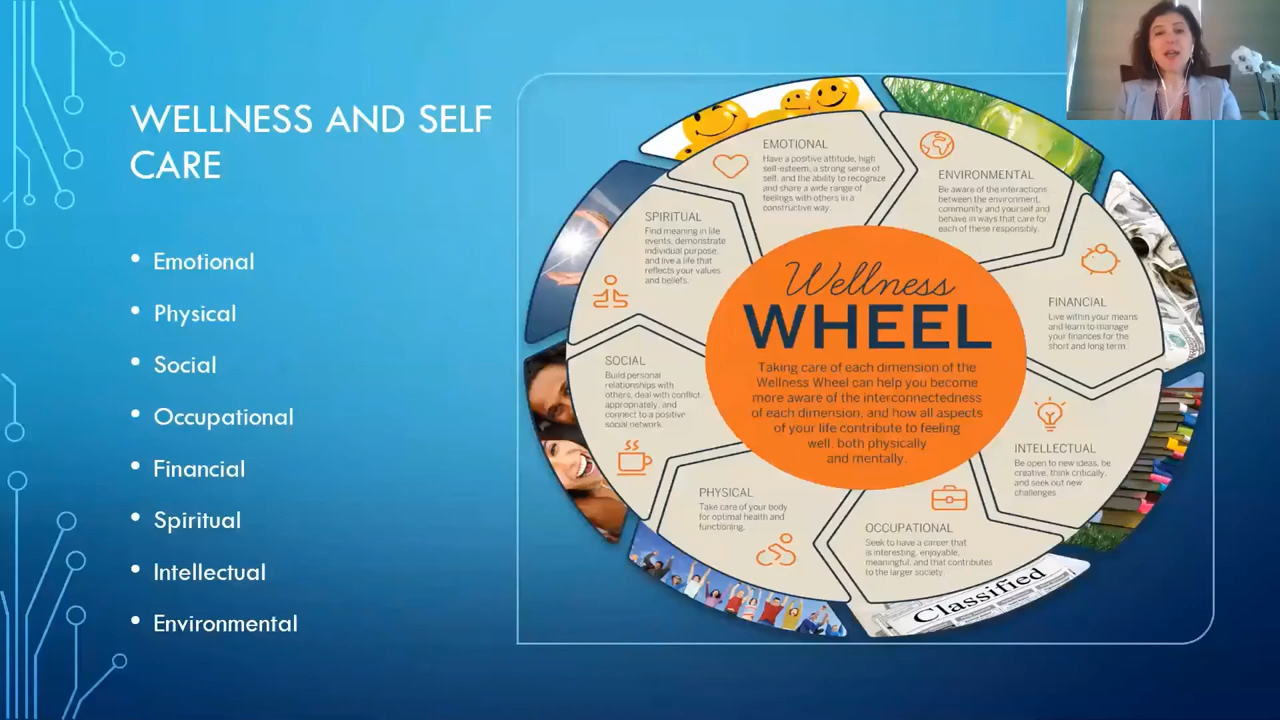 WELLNESS AND SELF
CARE
• Emotional
• Physical
• Social
• Occupational
• Financial
• Spiritual
• Intellectual
• Environmental
EMOTIONAL
Have a positive attitude, high
self-esteem, a strong sense of
self, and the ability to recognize
and share a wide range of
feelings with others in a
constructive way.
ENVIRONMENTAL
Be aware of the interactions
between the environment,
community and yourself and
behave in ways that care for
each of these responsibly.
SPIRITUAL
Find meaning in life
events, demonstrate
individual purpose,
and live a life that
reflects your values
and beliefs.
FINANCIAL
Live within your means
and learn to manage
your finances for the
short and long term.
Wellness
WHEEL
Taking care of each dimension of the
Wellness Wheel can help you become
more aware of the interconnectedness
of each dimension, and how all aspects
of your life contribute to feeling
well, both physically
and mentally.
SOCIAL
Build personal
relationships with
others, deal with conflict
appropriately, and
connect to a positive
social network.
INTELLECTUAL
Be open to new ideas, be
creative, think critically,
and seek out new
challenges
PHYSICAL
Take care of your body
for optimal health and
functioning.
OCCUPATIONAL
Seek to have a career that
is interesting, enjoyable,
meaningful, and that contributes
to the larger society.
Classified